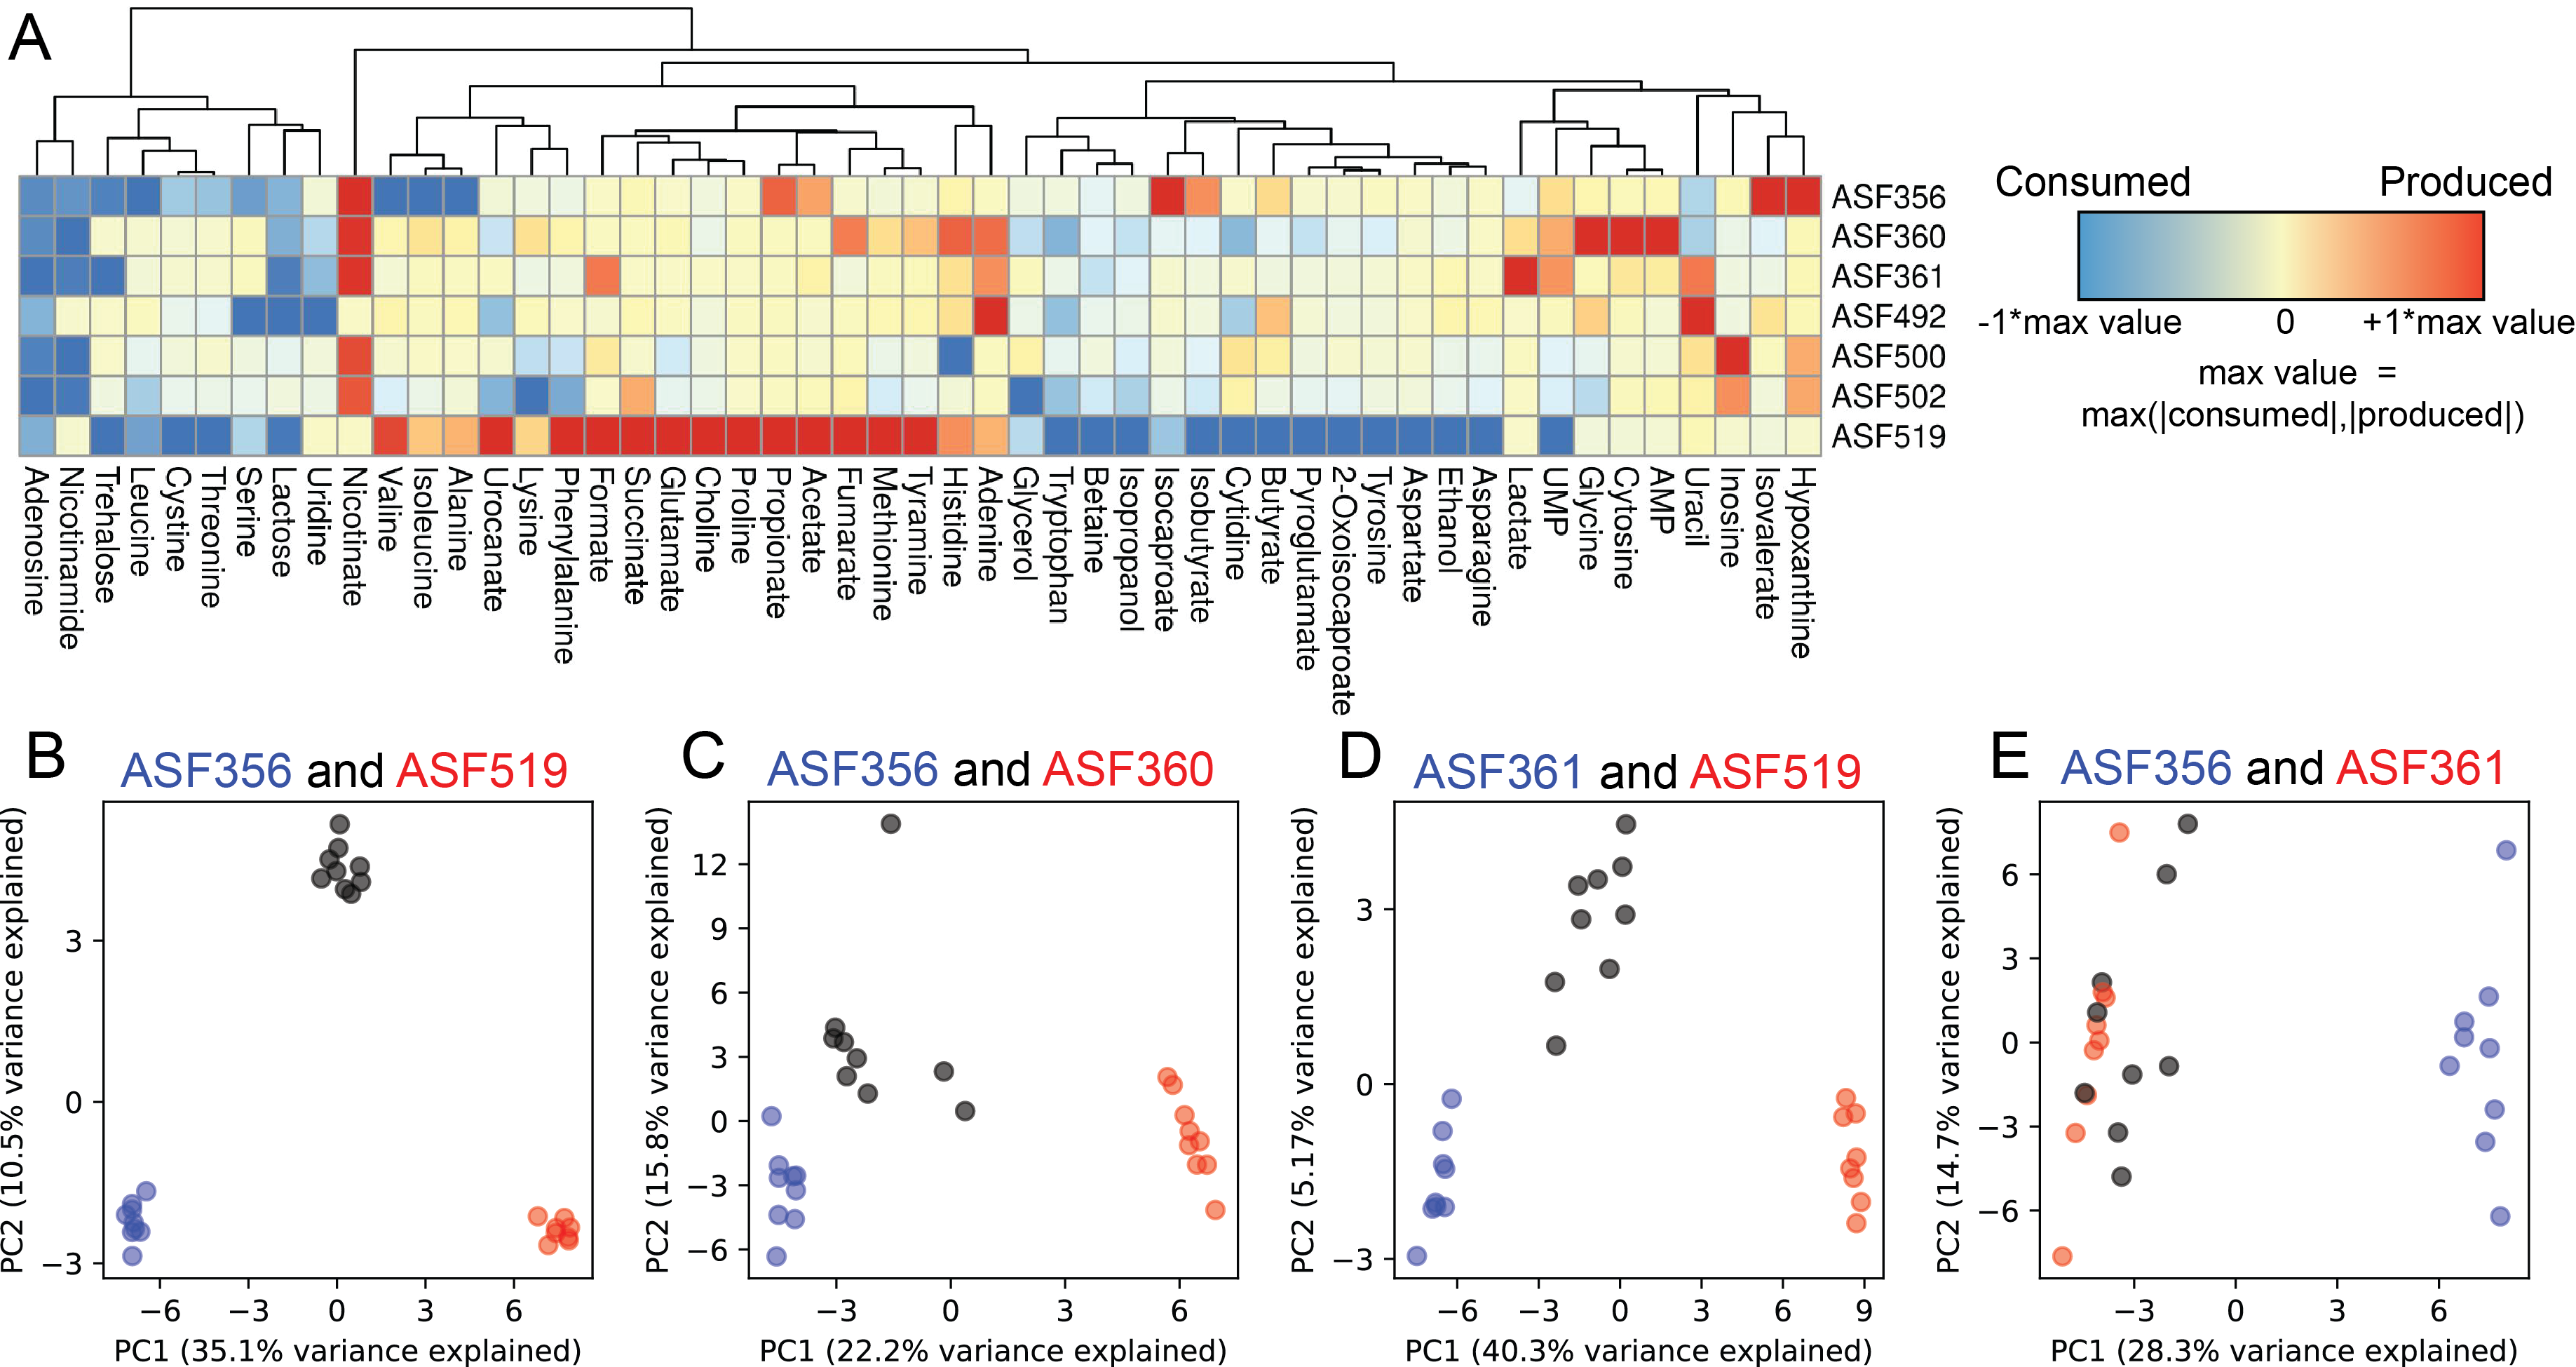 A
Consumed Produced
-1*max value 0 +1*max value
max value =
max(|consumed|,|produced|)
ASF356
ASF360
ASF361
ASF492
ASF500
ASF502
ASF519
Adenosine
Nicotinamide
Trehalose
Leucine
Cystine
Threonine
Serine
Lactose
Uridine
Nicotinate
Valine
Isoleucine
Alanine
Urocanate
Lysine
Phenylalanine
Formate
Succinate
Glutamate
Choline
Proline
Propionate
Acetate
Fumarate
Methionine
Tyramine
Histidine
Adenine
Glycerol
Tryptophan
Betaine
Isopropanol
Isocaproate
Isobutyrate
Cytidine
Butyrate
Pyroglutamate
2-Oxoisocaproate
Tyrosine
Aspartate
Ethanol
Asparagine
Lactate
UMP
Glycine
Cytosine
AMP
Uracil
Inosine
Isovalerate
Hypoxanthine
B
ASF356 and ASF519
PC2 (10.5% variance explained)
3
0
−3
−6 −3 0 3 6
PC1 (35.1% variance explained)
C
ASF356 and ASF360
PC2 (15.8% variance explained)
12
9
6
3
0
−3
−6
−3 0 3 6
PC1 (22.2% variance explained)
D
ASF361 and ASF519
PC2 (5.17% variance explained)
3
0
−3
−6 −3 0 3 6 9
PC1 (40.3% variance explained)
E
ASF356 and ASF361
PC2 (14.7% variance explained)
6
3
0
−3
−6
−3 0 3 6
PC1 (28.3% variance explained)